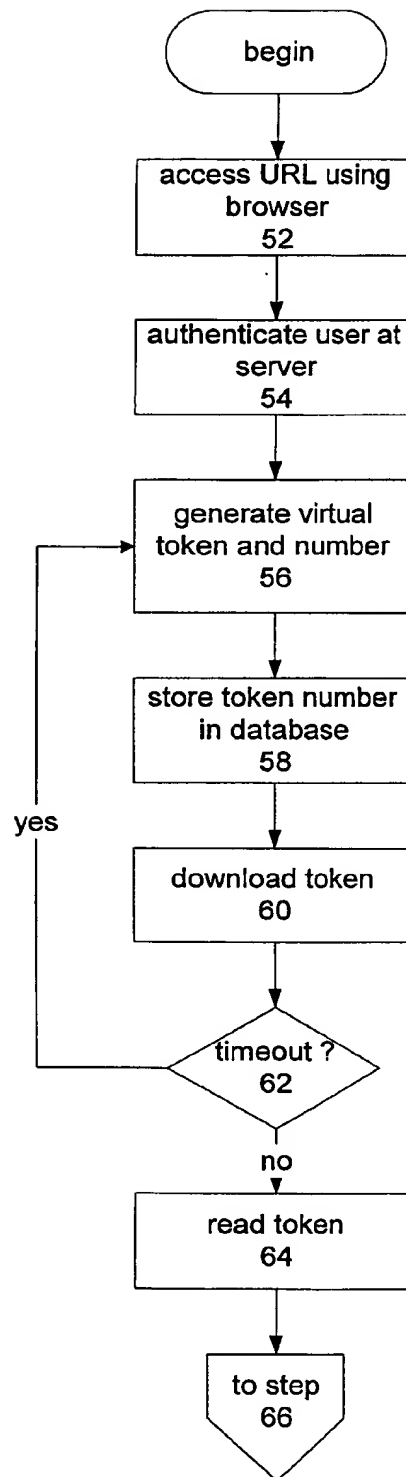 begin
access URL using
browser
52
authenticate user at
server
54
generate virtual
token and number
56
store token number
in database
58
yes
download token
60
timeout ?
62
no
read token
64
to step
66